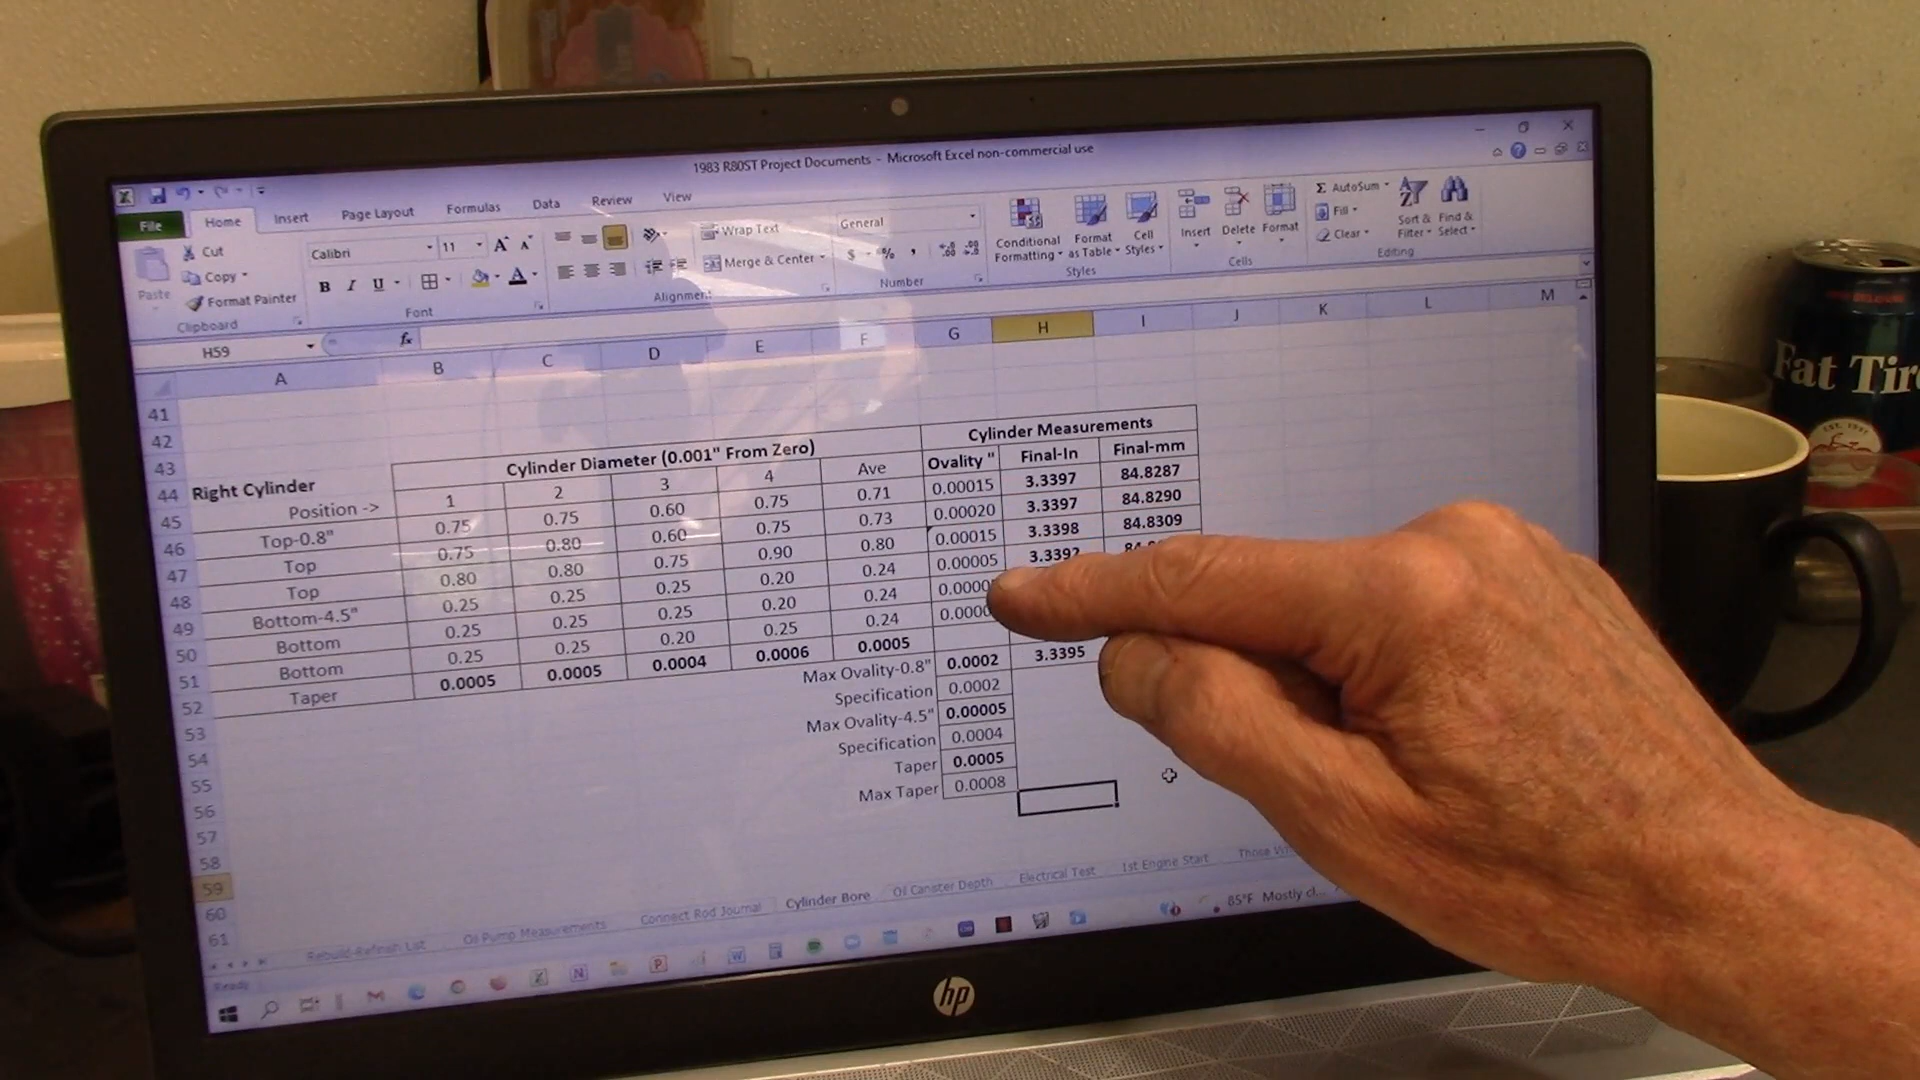 1983 R80ST Project Documents - Microsoft Excel non-commercial use
File Home Insert Page Layout Formulas Data Review View
Cut
Copy
Format Painter
Paste
Clipboard
Calibri 11
B I U
Font
Wrap Text
Merge & Center
Alignment
General
$ % ,
Number
Conditional Formatting
Format as Table
Cell Styles
Styles
Insert Delete Format
Cells
Σ AutoSum
Fill
Clear
Sort & Filter
Find & Select
Editing
H59 fx
A B C D E F G H I J K L M
41
42
43
44
45
46
47
48
49
50
51
52
53
54
55
56
57
58
59
60
61
Cylinder Diameter (0.001" From Zero) Cylinder Measurements
Right Cylinder
Position -> 1 2 3 4 Ave Ovality " Final-In Final-mm
Top-0.8" 0.75 0.75 0.60 0.75 0.71 0.00015 3.3397 84.8287
Top 0.75 0.80 0.60 0.75 0.73 0.00020 3.3397 84.8290
Top 0.80 0.80 0.75 0.90 0.80 0.00015 3.3398 84.8309
Bottom-4.5" 0.25 0.25 0.25 0.20 0.24 0.00005 3.3392
Bottom 0.25 0.25 0.25 0.20 0.24
Bottom 0.25 0.25 0.20 0.25 0.24
Taper 0.0005 0.0005 0.0004 0.0006 0.0005
Max Ovality-0.8" 0.0002 3.3395
Specification 0.0002
Max Ovality-4.5" 0.00005
Specification 0.0004
Taper 0.0005
Max Taper 0.0008
Rebuild-Refresh List Oil Pump Measurements Connect Rod Journal Cylinder Bore Oil Canister Depth Electrical Test 1st Engine Start
Ready
85°F Mostly cl...
hp
Fat Tire
EST. 1991